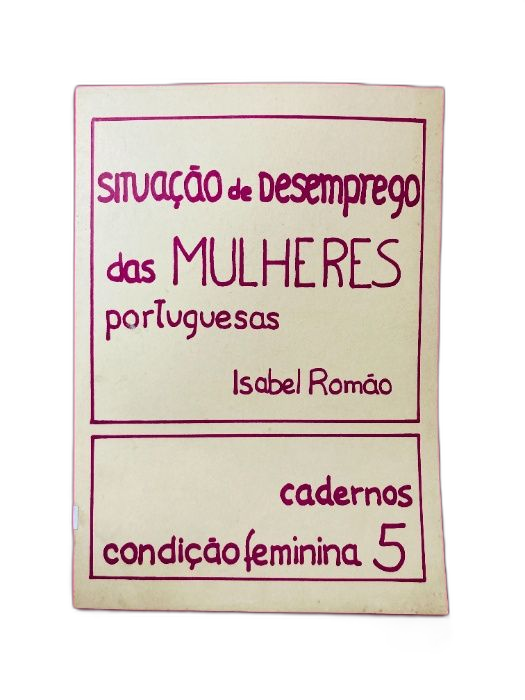 SITUAÇÃO de Desemprego
das MULHERES
portuguesas
Isabel Romão
cadernos
condição feminina 5